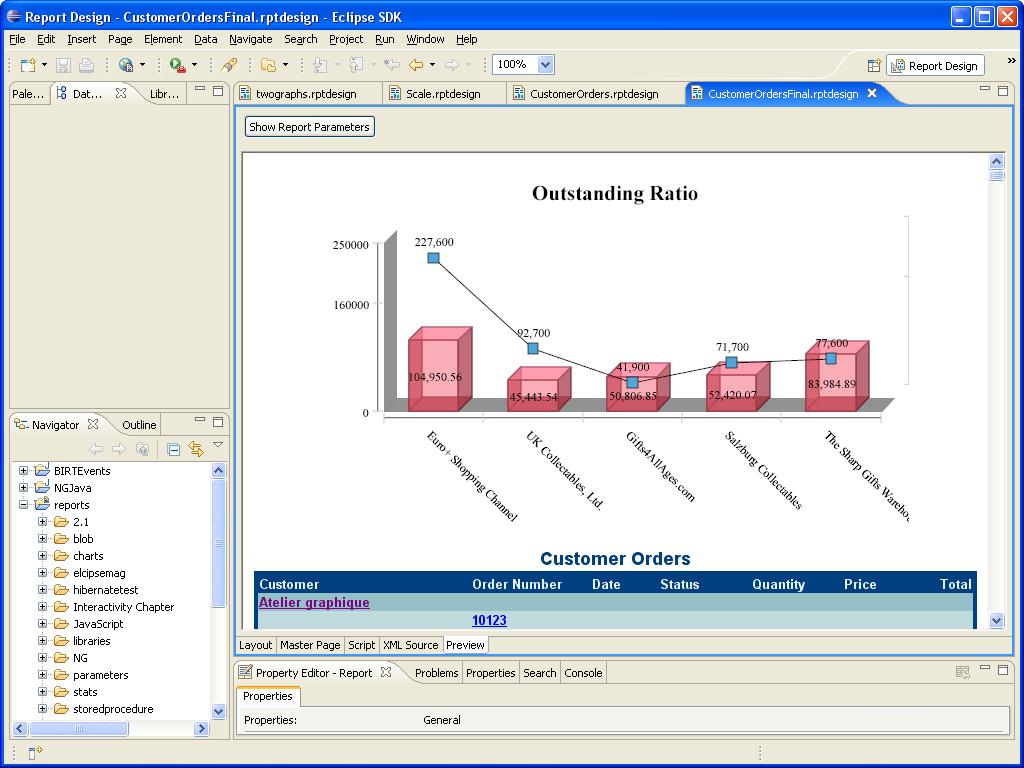 Report Design - CustomerOrdersFinal.rptdesign - Eclipse SDK
File Edit Insert Page Element Data Navigate Search Project Run Window Help
100% » Report Design
Pale... Dat... Libr...
twographs.rptdesign Scale.rptdesign CustomerOrders.rptdesign CustomerOrdersFinal.rptdesign
Show Report Parameters
Outstanding Ratio
250000
160000
0
227,600
92,700
41,900
71,700
77,600
104,950.56
45,443.54
50,806.85
52,420.07
83,984.89
Euro+ Shopping Channel
UK Collectables, Ltd.
Gifts4AllAges.com
Salzburg Collectables
The Sharp Gifts Wareho
Customer Orders
Customer Order Number Date Status Quantity Price Total
Atelier graphique
10123
Layout Master Page Script XML Source Preview
Navigator Outline
BIRTEvents
NGJava
reports
2.1
blob
charts
elcipsemag
hibernatetest
Interactivity Chapter
JavaScript
libraries
NG
parameters
stats
storedprocedure
Property Editor - Report Problems Properties Search Console
Properties
Properties: General